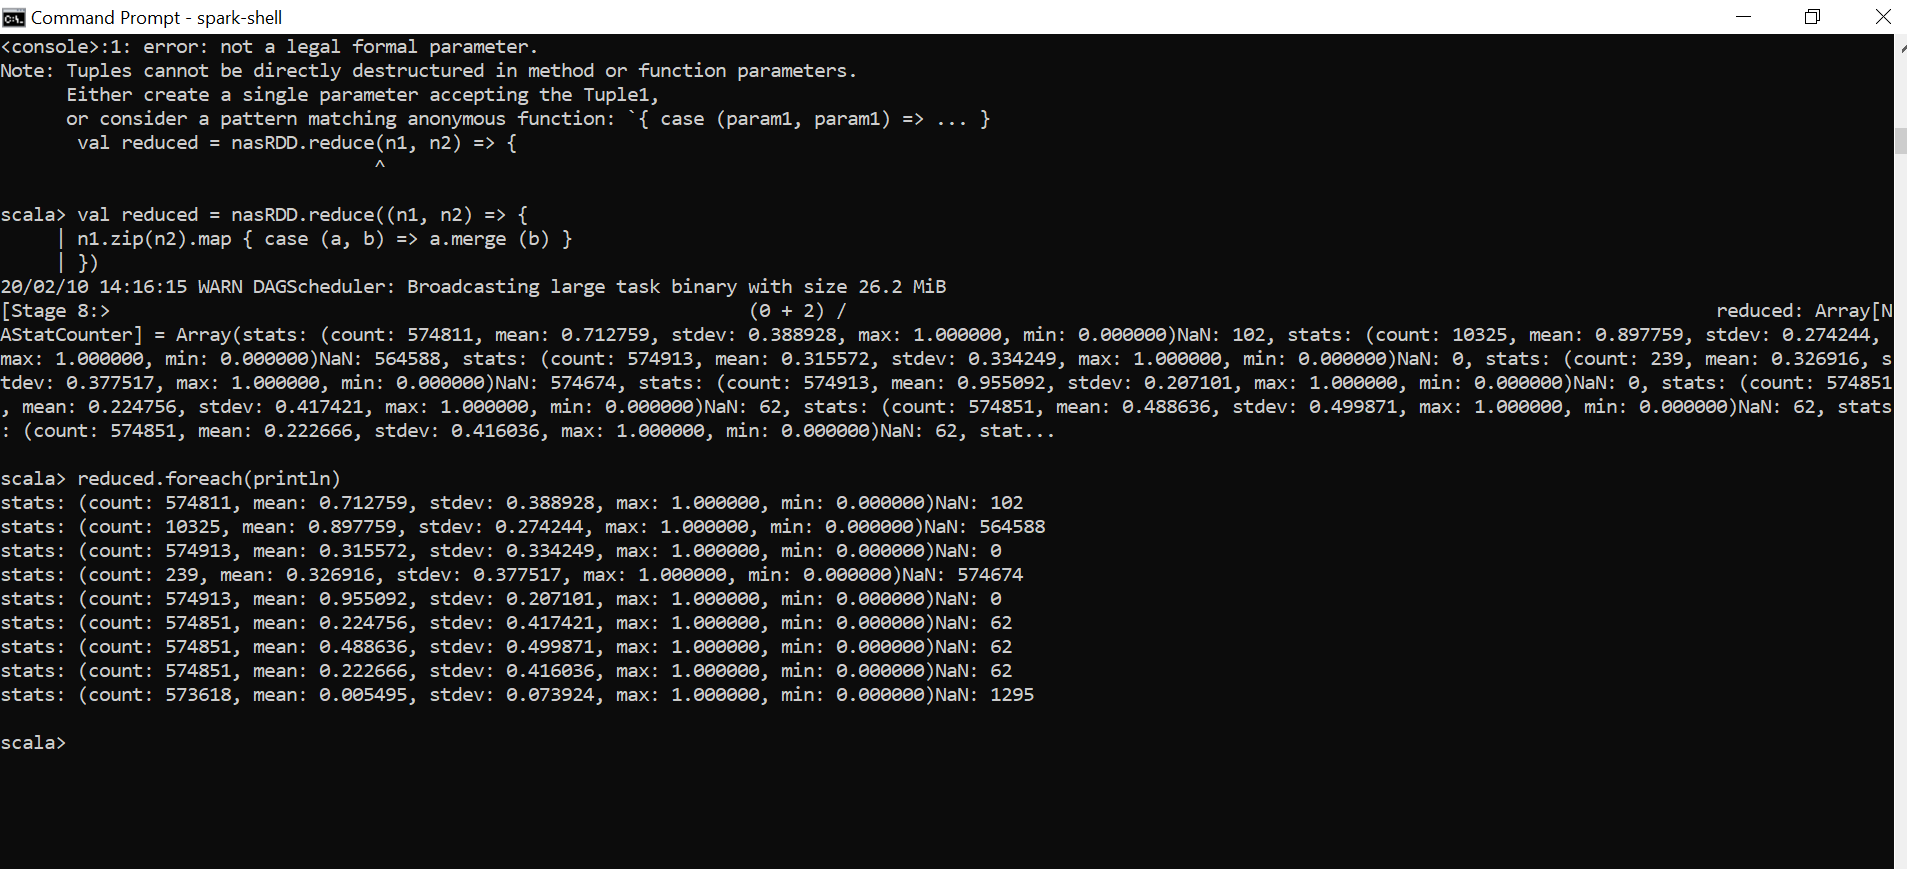 Command Prompt - spark-shell
<console>:1: error: not a legal formal parameter.
Note: Tuples cannot be directly destructured in method or function parameters.
      Either create a single parameter accepting the Tuple1,
      or consider a pattern matching anonymous function: `{ case (param1, param1) => ... }
       val reduced = nasRDD.reduce(n1, n2) => {
                                  ^
scala> val reduced = nasRDD.reduce((n1, n2) => {
     | n1.zip(n2).map { case (a, b) => a.merge (b) }
     | })
20/02/10 14:16:15 WARN DAGScheduler: Broadcasting large task binary with size 26.2 MiB
[Stage 8:>                                                          (0 + 2) /                                                                               reduced: Array[N
AStatCounter] = Array(stats: (count: 574811, mean: 0.712759, stdev: 0.388928, max: 1.000000, min: 0.000000)NaN: 102, stats: (count: 10325, mean: 0.897759, stdev: 0.274244,
max: 1.000000, min: 0.000000)NaN: 564588, stats: (count: 574913, mean: 0.315572, stdev: 0.334249, max: 1.000000, min: 0.000000)NaN: 0, stats: (count: 239, mean: 0.326916, s
tdev: 0.377517, max: 1.000000, min: 0.000000)NaN: 574674, stats: (count: 574913, mean: 0.955092, stdev: 0.207101, max: 1.000000, min: 0.000000)NaN: 0, stats: (count: 574851
, mean: 0.224756, stdev: 0.417421, max: 1.000000, min: 0.000000)NaN: 62, stats: (count: 574851, mean: 0.488636, stdev: 0.499871, max: 1.000000, min: 0.000000)NaN: 62, stats
: (count: 574851, mean: 0.222666, stdev: 0.416036, max: 1.000000, min: 0.000000)NaN: 62, stat...
scala> reduced.foreach(println)
stats: (count: 574811, mean: 0.712759, stdev: 0.388928, max: 1.000000, min: 0.000000)NaN: 102
stats: (count: 10325, mean: 0.897759, stdev: 0.274244, max: 1.000000, min: 0.000000)NaN: 564588
stats: (count: 574913, mean: 0.315572, stdev: 0.334249, max: 1.000000, min: 0.000000)NaN: 0
stats: (count: 239, mean: 0.326916, stdev: 0.377517, max: 1.000000, min: 0.000000)NaN: 574674
stats: (count: 574913, mean: 0.955092, stdev: 0.207101, max: 1.000000, min: 0.000000)NaN: 0
stats: (count: 574851, mean: 0.224756, stdev: 0.417421, max: 1.000000, min: 0.000000)NaN: 62
stats: (count: 574851, mean: 0.488636, stdev: 0.499871, max: 1.000000, min: 0.000000)NaN: 62
stats: (count: 574851, mean: 0.222666, stdev: 0.416036, max: 1.000000, min: 0.000000)NaN: 62
stats: (count: 573618, mean: 0.005495, stdev: 0.073924, max: 1.000000, min: 0.000000)NaN: 1295
scala>